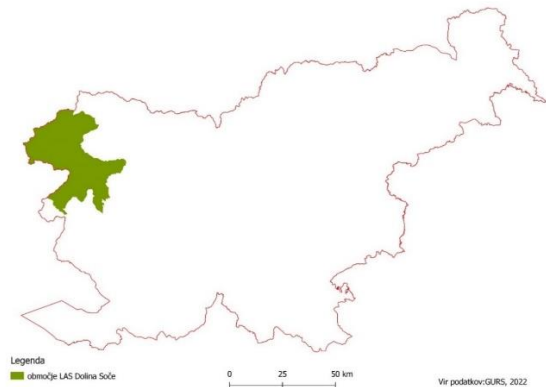 Legenda
območje LAS Dolina Soče
0 25 50 km
Vir podatkov:GURS, 2022